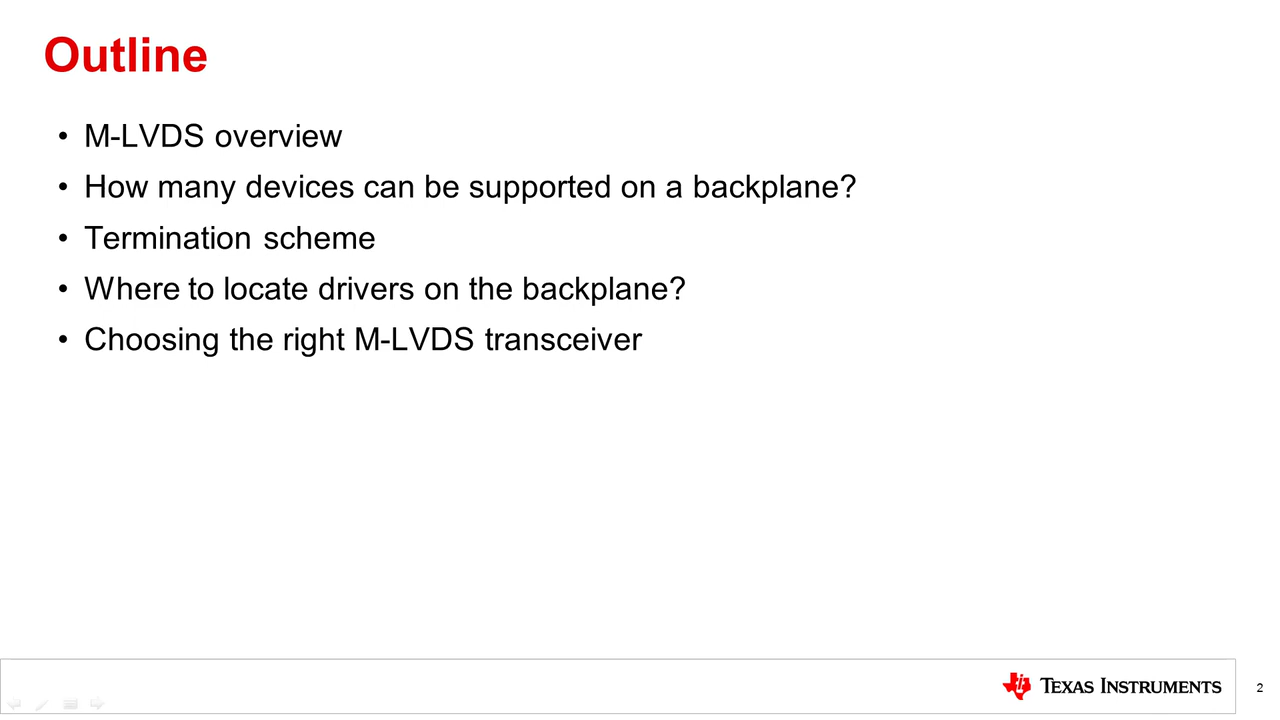 Outline
• M-LVDS overview
• How many devices can be supported on a backplane?
• Termination scheme
• Where to locate drivers on the backplane?
• Choosing the right M-LVDS transceiver
TEXAS INSTRUMENTS
2